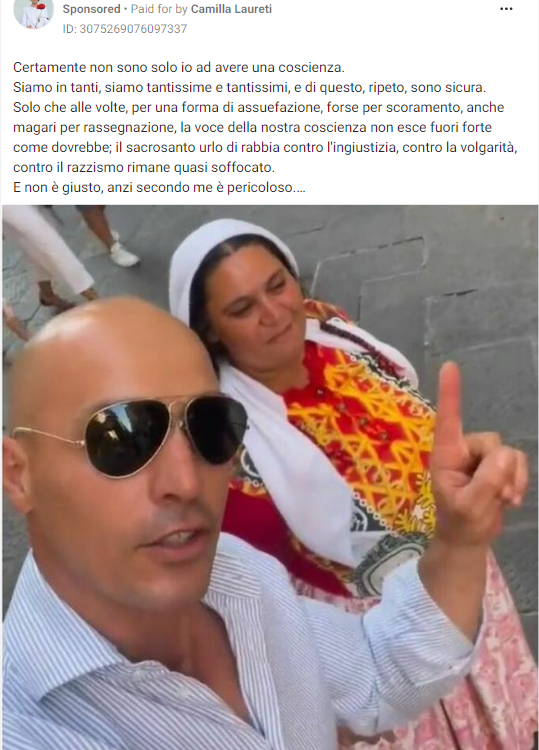 Sponsored • Paid for by Camilla Laureti
ID: 3075269076097337
Certamente non sono solo io ad avere una coscienza.
Siamo in tanti, siamo tantissime e tantissimi, e di questo, ripeto, sono sicura.
Solo che alle volte, per una forma di assuefazione, forse per scoramento, anche
magari per rassegnazione, la voce della nostra coscienza non esce fuori forte
come dovrebbe; il sacrosanto urlo di rabbia contro l'ingiustizia, contro la volgarità,
contro il razzismo rimane quasi soffocato.
E non è giusto, anzi secondo me è pericoloso....